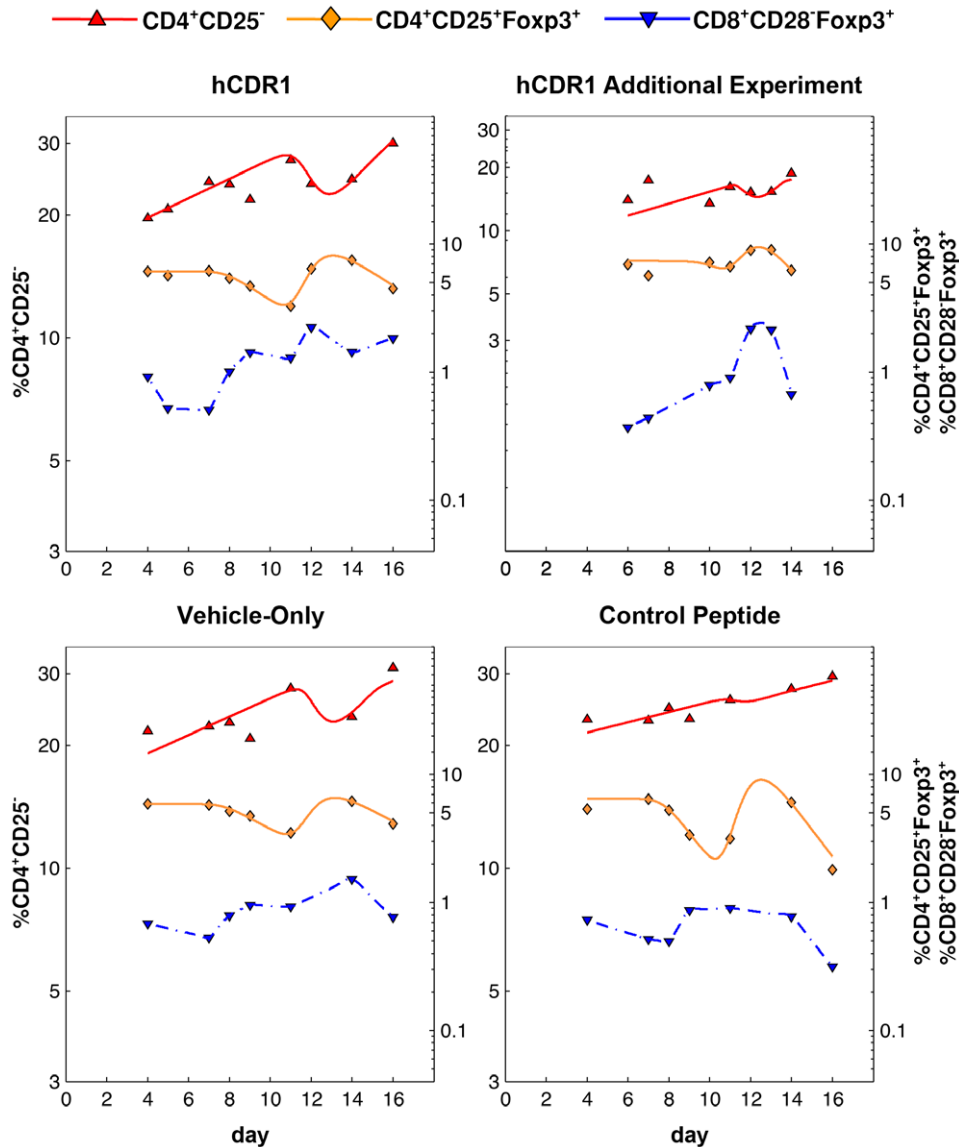 CD4⁺CD25⁻ CD4⁺CD25⁺Foxp3⁺ CD8⁺CD28⁻Foxp3⁺
hCDR1
%CD4⁺CD25⁻
30
20
10
5
3
10
5
1
0.1
0 2 4 6 8 10 12 14 16
hCDR1 Additional Experiment
30
20
10
5
3
10
5
1
0.1
%CD4⁺CD25⁺Foxp3⁺
%CD8⁺CD28⁻Foxp3⁺
0 2 4 6 8 10 12 14 16
Vehicle-Only
%CD4⁺CD25⁻
30
20
10
5
3
10
5
1
0.1
0 2 4 6 8 10 12 14 16
day
Control Peptide
30
20
10
5
3
10
5
1
0.1
%CD4⁺CD25⁺Foxp3⁺
%CD8⁺CD28⁻Foxp3⁺
0 2 4 6 8 10 12 14 16
day